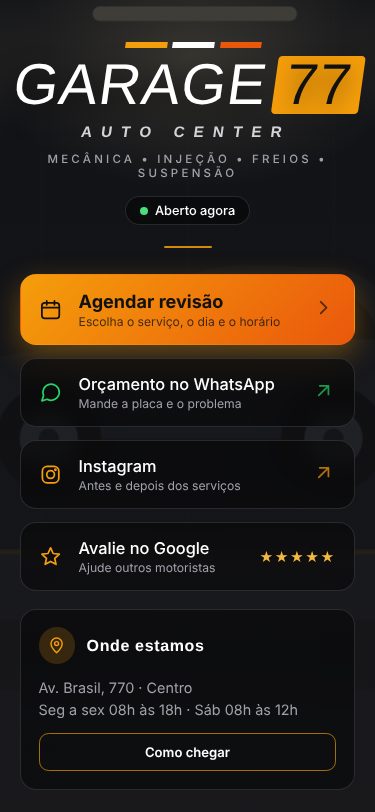 GARAGE 77
AUTO CENTER
MECÂNICA • INJEÇÃO • FREIOS •
SUSPENSÃO
Aberto agora
Agendar revisão
Escolha o serviço, o dia e o horário
Orçamento no WhatsApp
Mande a placa e o problema
Instagram
Antes e depois dos serviços
Avalie no Google
Ajude outros motoristas
★★★★★
Onde estamos
Av. Brasil, 770 · Centro
Seg a sex 08h às 18h · Sáb 08h às 12h
Como chegar